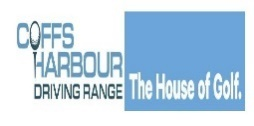 COFFS
HARBOUR
DRIVING RANGE
The House of Golf.